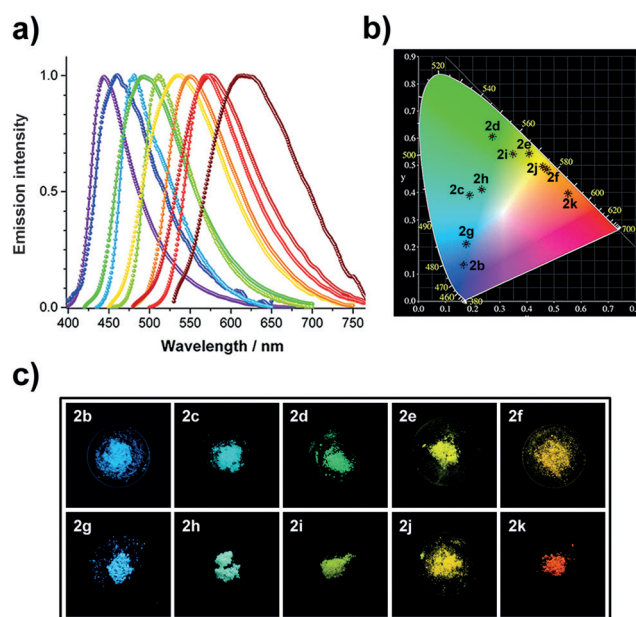 a)
Emission intensity
1.0
0.5
0.0
400 450 500 550 600 650 700 750
Wavelength / nm
b)
0.9
0.8
0.7
0.6
0.5
y
0.4
0.3
0.2
0.1
0.0
0.0 0.1 0.2 0.3 0.4 0.5 0.6 0.7
520
540
560
580
600
620
700
500
490
480
470
460
380
2d
2e
2i
2j
2f
2h
2c
2k
2g
2b
c)
2b 2c 2d 2e 2f
2g 2h 2i 2j 2k